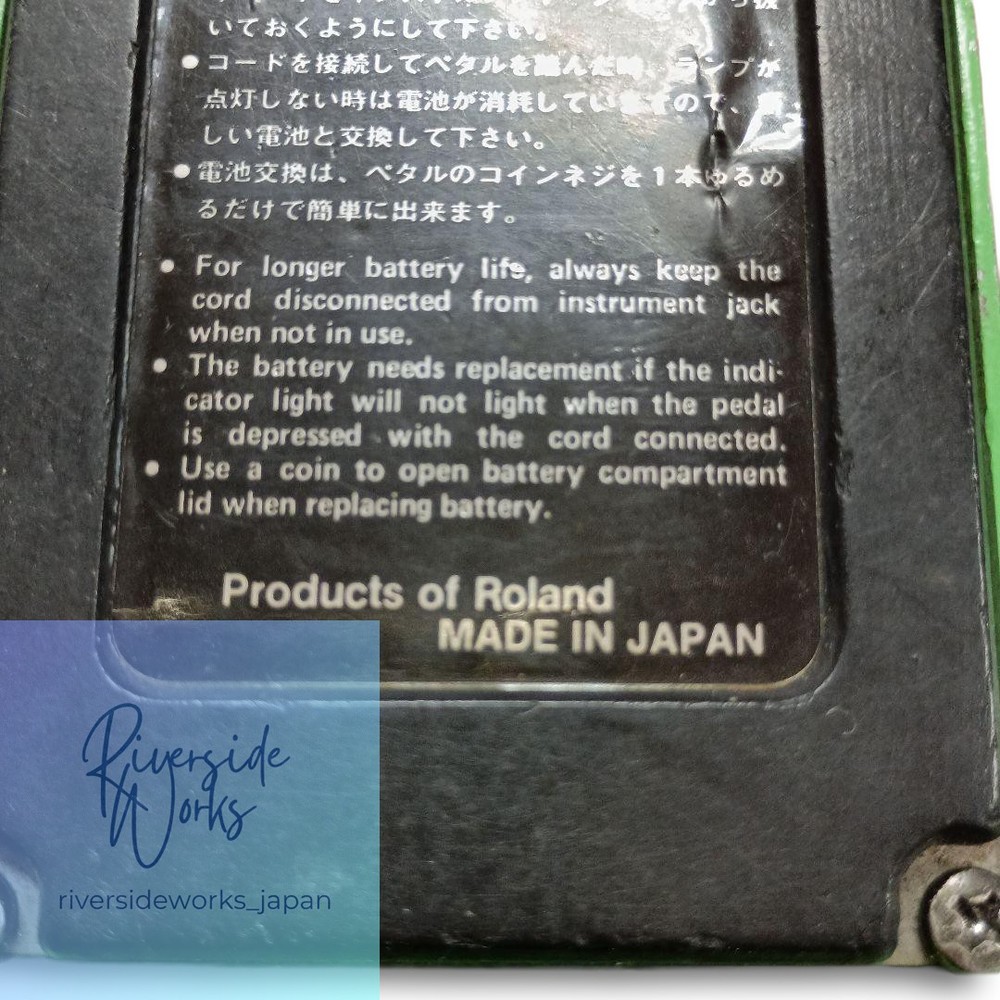 いておくようにして下さい。
●コードを接続してペタルを踏んだ時、ランプが
点灯しない時は電池が消耗していますので、新
しい電池と交換して下さい。
●電池交換は、ペタルのコインネジを1本ゆるめ
るだけで簡単に出来ます。
● For longer battery life, always keep the
cord disconnected from instrument jack
when not in use.
● The battery needs replacement if the indi-
cator light will not light when the pedal
is depressed with the cord connected.
● Use a coin to open battery compartment
lid when replacing battery.
Products of Roland
MADE IN JAPAN
Riverside
Works
riversideworks_japan